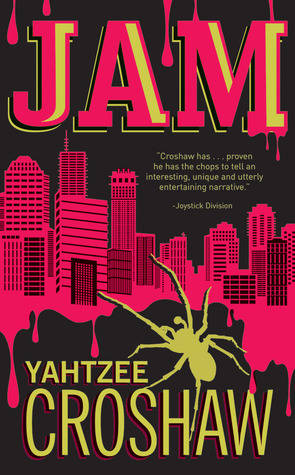 JAM
“Croshaw has . . . proven
he has the chops to tell an
interesting, unique and utterly
entertaining narrative.”
-Joystick Division
YAHTZEE
CROSHAW